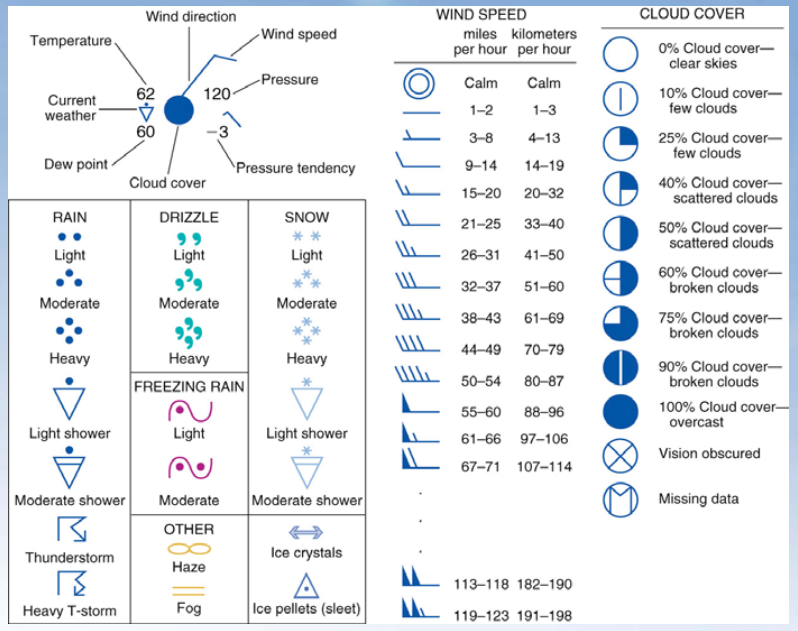 Wind direction
Wind speed
Temperature
Pressure
62
120
Current
weather
60
–3
Dew point
Pressure tendency
Cloud cover
RAIN
Light
Moderate
Heavy
Light shower
Moderate shower
Thunderstorm
Heavy T-storm
DRIZZLE
Light
Moderate
Heavy
FREEZING RAIN
Light
Moderate
OTHER
Haze
Fog
SNOW
Light
Moderate
Heavy
Light shower
Moderate shower
Ice crystals
Ice pellets (sleet)
WIND SPEED
miles kilometers
per hour per hour
Calm Calm
1–2 1–3
3–8 4–13
9–14 14–19
15–20 20–32
21–25 33–40
26–31 41–50
32–37 51–60
38–43 61–69
44–49 70–79
50–54 80–87
55–60 88–96
61–66 97–106
67–71 107–114
.
.
.
113–118 182–190
119–123 191–198
CLOUD COVER
0% Cloud cover—
clear skies
10% Cloud cover—
few clouds
25% Cloud cover—
few clouds
40% Cloud cover—
scattered clouds
50% Cloud cover—
scattered clouds
60% Cloud cover—
broken clouds
75% Cloud cover—
broken clouds
90% Cloud cover—
broken clouds
100% Cloud cover—
overcast
Vision obscured
Missing data